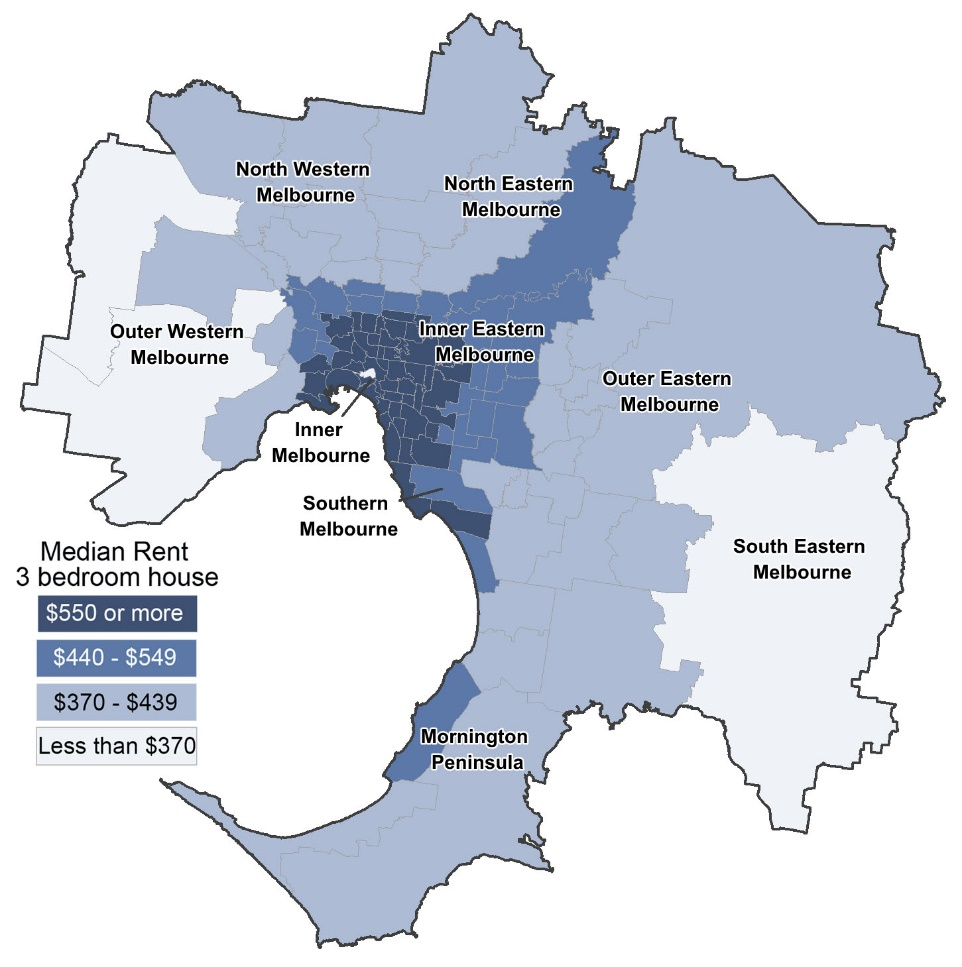 North Western
Melbourne
North Eastern
Melbourne
Outer Western
Melbourne
Inner Eastern
Melbourne
Outer Eastern
Melbourne
Inner
Melbourne
Southern
Melbourne
South Eastern
Melbourne
Median Rent
3 bedroom house
$550 or more
$440 - $549
$370 - $439
Less than $370
Mornington
Peninsula